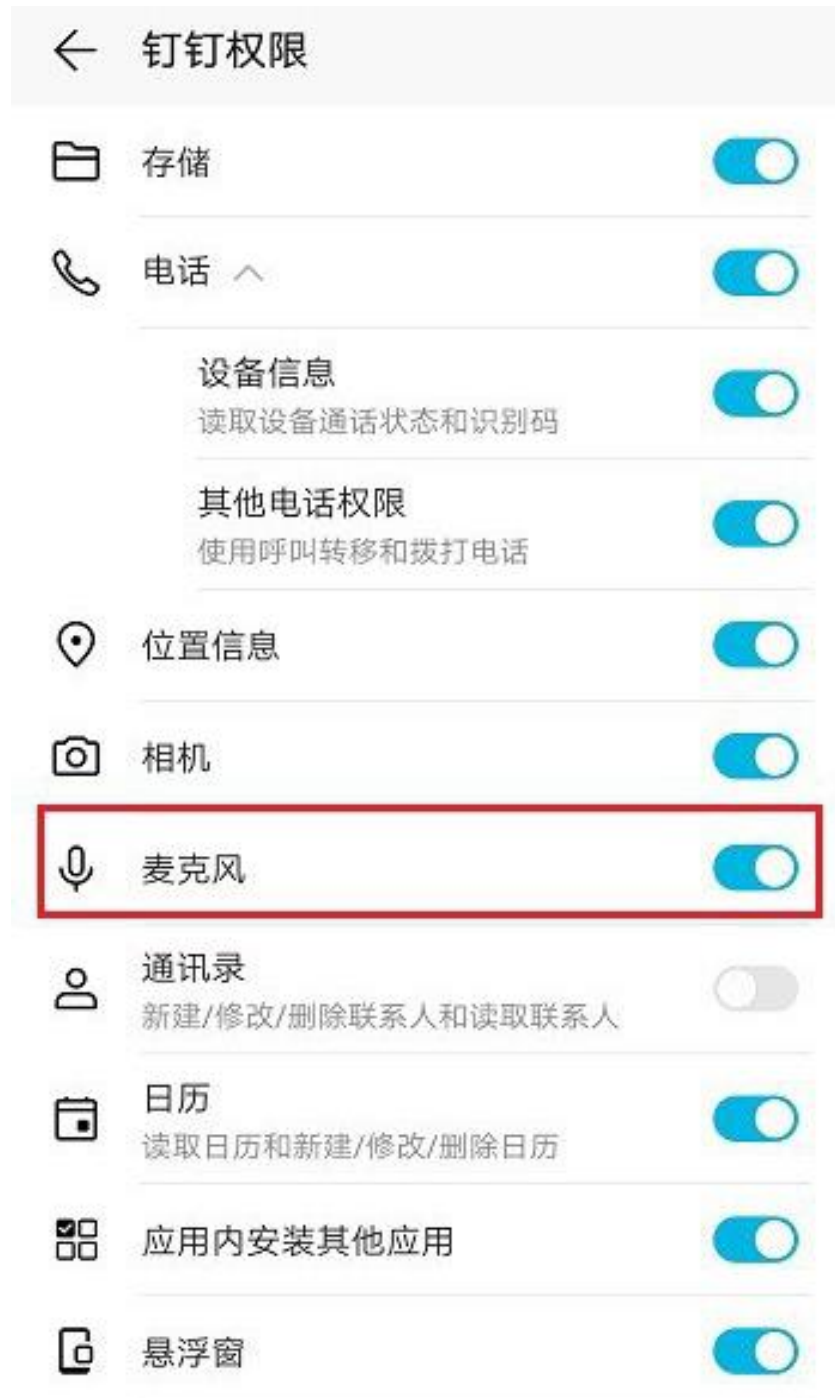 钉钉权限
存储
电话
设备信息
读取设备通话状态和识别码
其他电话权限
使用呼叫转移和拨打电话
位置信息
相机
麦克风
通讯录
新建/修改/删除联系人和读取联系人
日历
读取日历和新建/修改/删除日历
应用内安装其他应用
悬浮窗